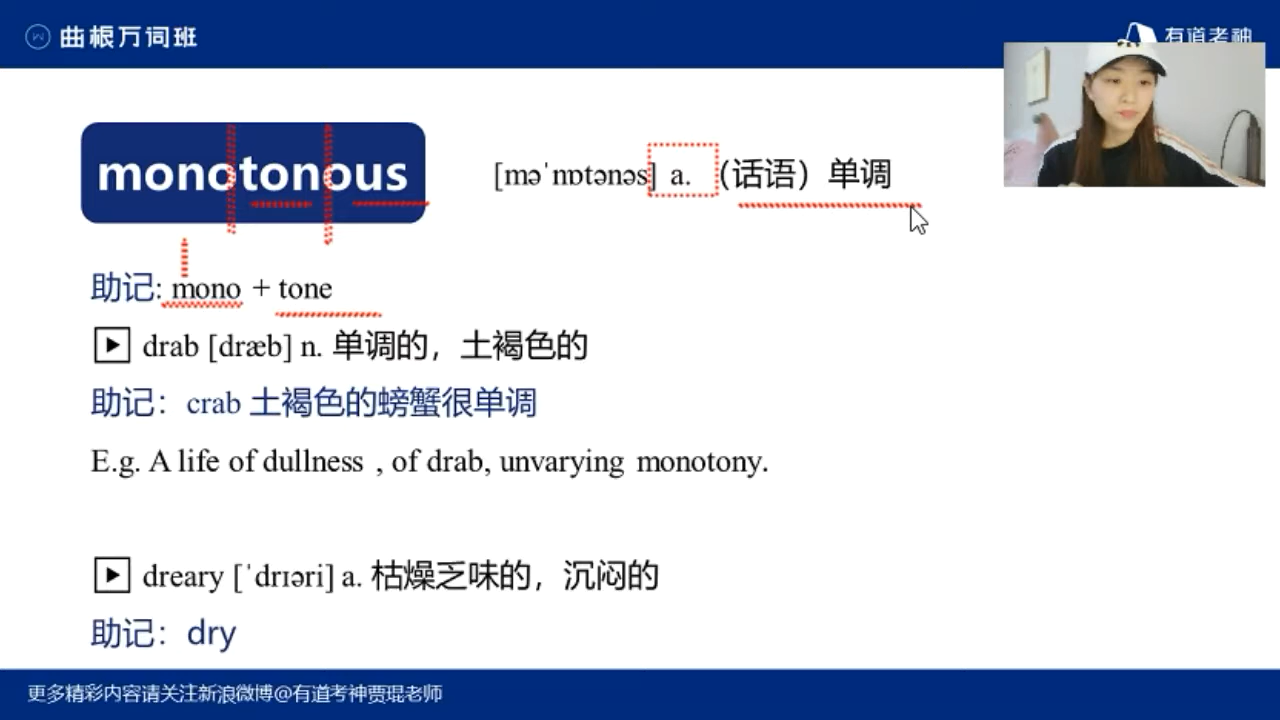 曲根万词班
有道考神
monotonous
[məˈnɒtənəs] a. （话语）单调
助记: mono + tone
drab [dræb] n. 单调的，土褐色的
助记：crab 土褐色的螃蟹很单调
E.g. A life of dullness , of drab, unvarying monotony.
dreary [ˈdrɪəri] a. 枯燥乏味的，沉闷的
助记：dry
更多精彩内容请关注新浪微博@有道考神贾琨老师